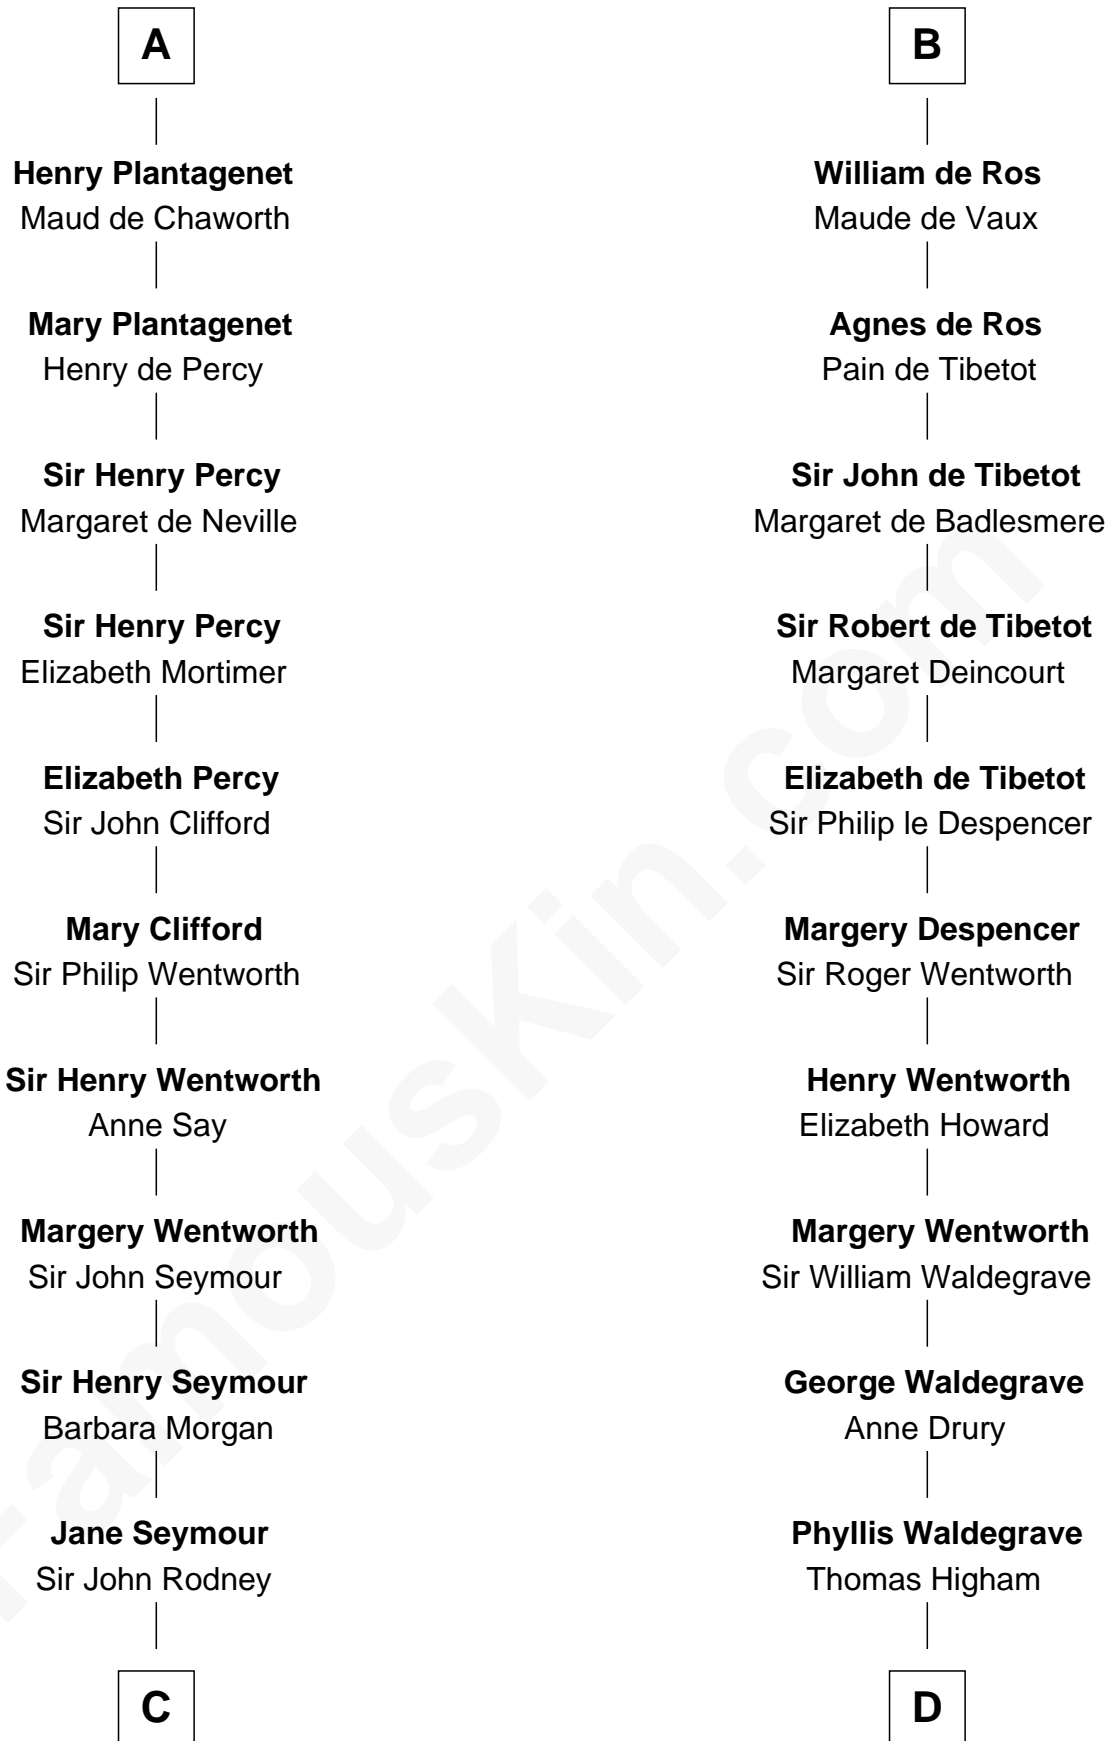 A
Henry Plantagenet
Maud de Chaworth
Mary Plantagenet
Henry de Percy
Sir Henry Percy
Margaret de Neville
Sir Henry Percy
Elizabeth Mortimer
Elizabeth Percy
Sir John Clifford
Mary Clifford
Sir Philip Wentworth
Sir Henry Wentworth
Anne Say
Margery Wentworth
Sir John Seymour
Sir Henry Seymour
Barbara Morgan
Jane Seymour
Sir John Rodney
C
B
William de Ros
Maude de Vaux
Agnes de Ros
Pain de Tibetot
Sir John de Tibetot
Margaret de Badlesmere
Sir Robert de Tibetot
Margaret Deincourt
Elizabeth de Tibetot
Sir Philip le Despencer
Margery Despencer
Sir Roger Wentworth
Henry Wentworth
Elizabeth Howard
Margery Wentworth
Sir William Waldegrave
George Waldegrave
Anne Drury
Phyllis Waldegrave
Thomas Higham
D
FamousKin.com